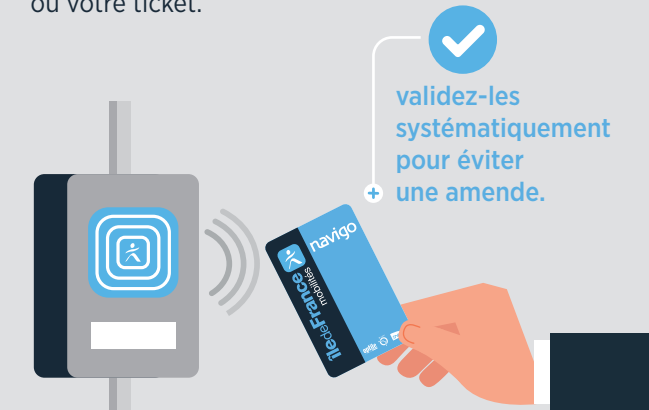 ou votre ticket.
validez-les
systématiquement
pour éviter
une amende.
navigo
îledeFrance
mobilités